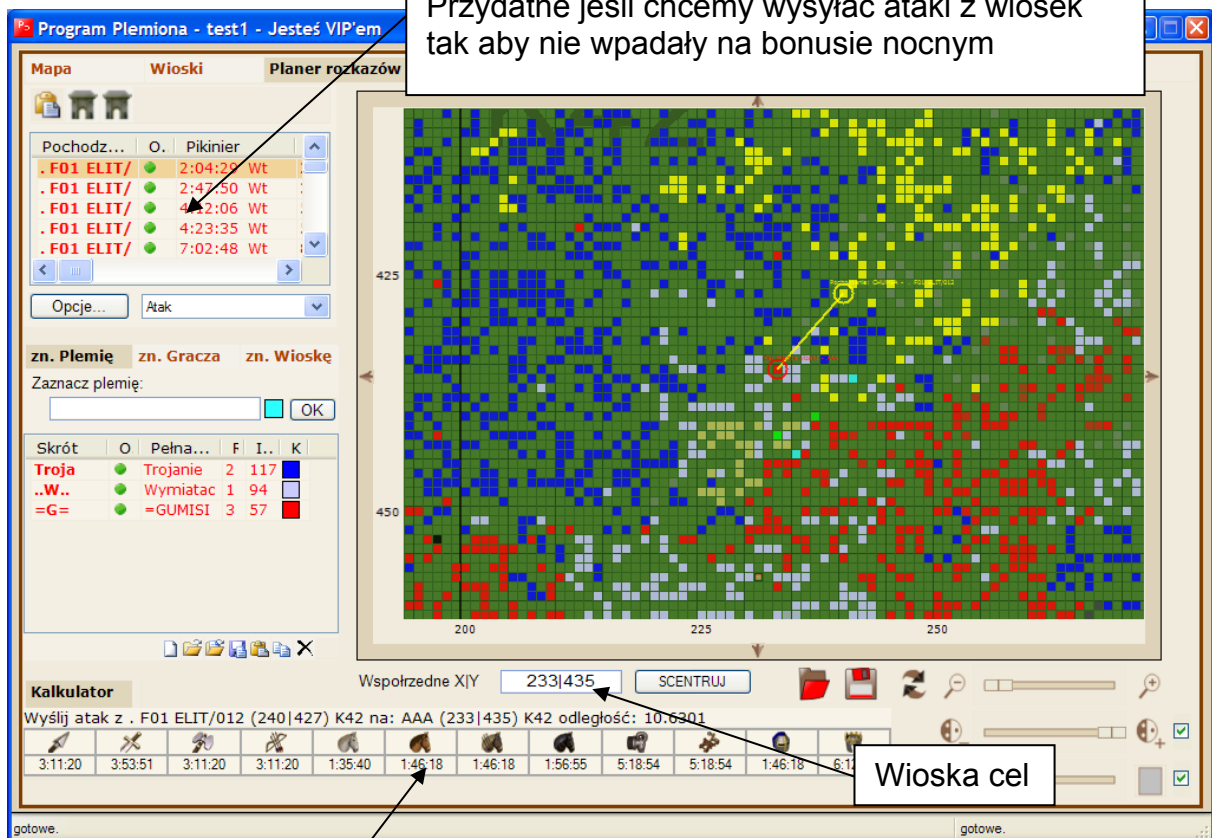 Przydatne jeśli chcemy wysyłać ataki z wiosek
tak aby nie wpadały na bonusie nocnym
Program Plemiona - test1 - Jesteś VIP'em
Mapa Wioski Planer rozkazów
Pochodz... O. Pikinier
. F01 ELIT/ 2:04:29 Wt
. F01 ELIT/ 2:47:50 Wt
. F01 ELIT/ 4:12:06 Wt
. F01 ELIT/ 4:23:35 Wt
. F01 ELIT/ 7:02:48 Wt
Opcje... Atak
zn. Plemię zn. Gracza zn. Wioskę
Zaznacz plemię:
OK
Skrót O Pełna... F I.. K
Troja Trojanie 2 117
..W.. Wymiatac 1 94
=G= =GUMISI 3 57
425
450
200 225 250
Wspołrzedne X|Y 233|435 SCENTRUJ
Kalkulator
Wyślij atak z . F01 ELIT/012 (240|427) K42 na: AAA (233|435) K42 odległość: 10.6301
3:11:20 3:53:51 3:11:20 3:11:20 1:35:40 1:46:18 1:46:18 1:56:55 5:18:54 5:18:54 1:46:18
Wioska cel
gotowe. gotowe.